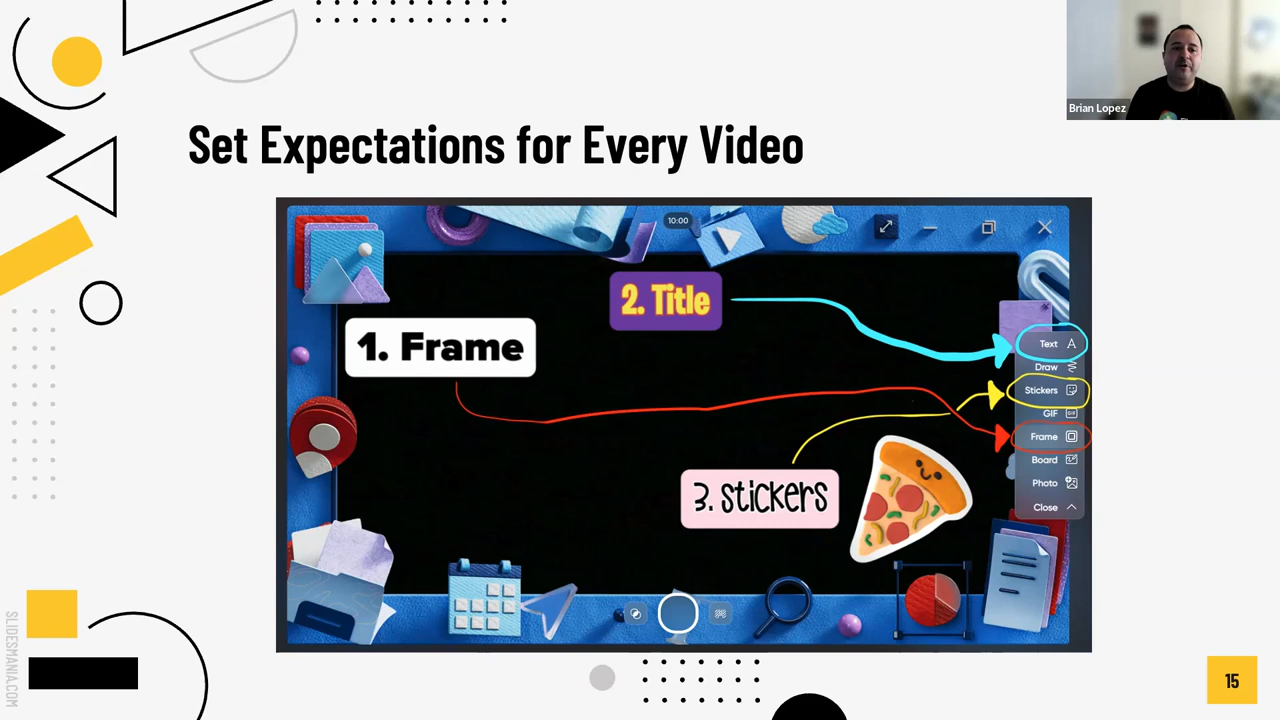 Brian Lopez
Set Expectations for Every Video
10:00
2. Title
1. Frame
Text A
Draw
Stickers
GIF GIF
Frame
Board
Photo
Close
3. stickers
SLIDESMANIA.COM
15